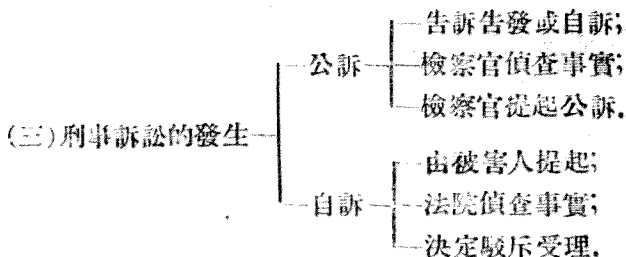 告訴告發或自訴;
公訴
檢察官偵查事實;
檢察官提起公訴.
(三)刑事訴訟的發生
由被害人提起;
自訴
法院偵查事實;
決定駁斥受理.